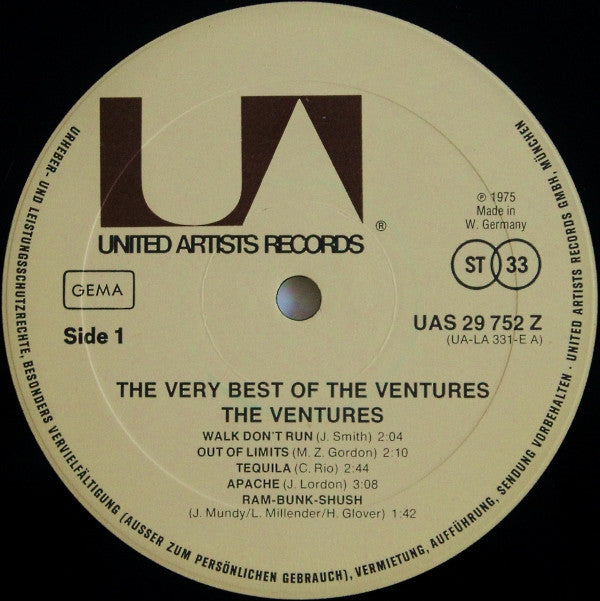 UNITED ARTISTS RECORDS
®
℗ 1975
Made in
W. Germany
ST 33
GEMA
Side 1
UAS 29 752 Z
(UA-LA 331-E A)
THE VERY BEST OF THE VENTURES
THE VENTURES
WALK DON'T RUN (J. Smith) 2:04
OUT OF LIMITS (M. Z. Gordon) 2:10
TEQUILA (C. Rio) 2:44
APACHE (J. Lordon) 3:08
RAM-BUNK-SHUSH
(J. Mundy/L. Millender/H. Glover) 1:42
URHEBER- UND LEISTUNGSSCHUTZRECHTE, BESONDERS VERVIELFÄLTIGUNG (AUSSER ZUM PERSÖNLICHEN GEBRAUCH), VERMIETUNG, AUFFÜHRUNG, SENDUNG VORBEHALTEN · UNITED ARTISTS RECORDS GMBH, MÜNCHEN